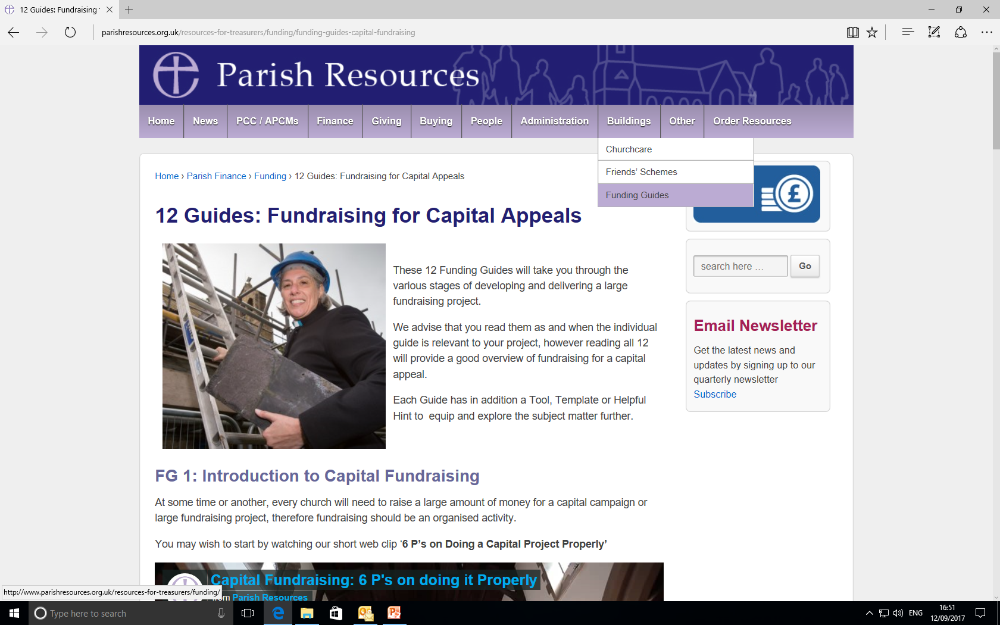 12 Guides: Fundraising
parishresources.org.uk/resources-for-treasurers/funding/funding-guides-capital-fundraising
Parish Resources
Home News PCC / APCMs Finance Giving Buying People Administration Buildings Other Order Resources
Churchcare
Friends’ Schemes
Funding Guides
Home › Parish Finance › Funding › 12 Guides: Fundraising for Capital Appeals
£
12 Guides: Fundraising for Capital Appeals
These 12 Funding Guides will take you through the
various stages of developing and delivering a large
fundraising project.
We advise that you read them as and when the individual
guide is relevant to your project, however reading all 12
will provide a good overview of fundraising for a capital
appeal.
Each Guide has in addition a Tool, Template or Helpful
Hint to  equip and explore the subject matter further.
search here …
Go
Email Newsletter
Get the latest news and
updates by signing up to our
quarterly newsletter
Subscribe
FG 1: Introduction to Capital Fundraising
At some time or another, every church will need to raise a large amount of money for a capital campaign or
large fundraising project, therefore fundraising should be an organised activity.
You may wish to start by watching our short web clip ‘6 P’s on Doing a Capital Project Properly’
Capital Fundraising: 6 P's on doing it Properly
from Parish Resources
http://www.parishresources.org.uk/resources-for-treasurers/funding/
Type here to search
ENG
16:51
12/09/2017